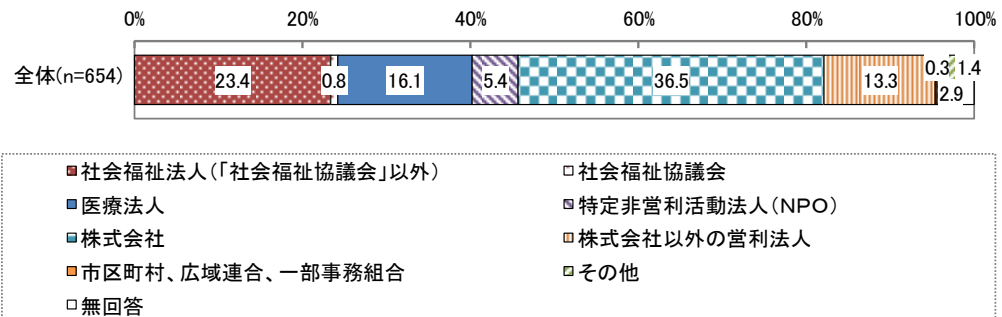 0% 20% 40% 60% 80% 100%
全体(n=654) 23.4 0.8 16.1 5.4 36.5 13.3 0.3 1.4 2.9
社会福祉法人(「社会福祉協議会」以外) 社会福祉協議会
医療法人 特定非営利活動法人(NPO)
株式会社 株式会社以外の営利法人
市区町村、広域連合、一部事務組合 その他
無回答